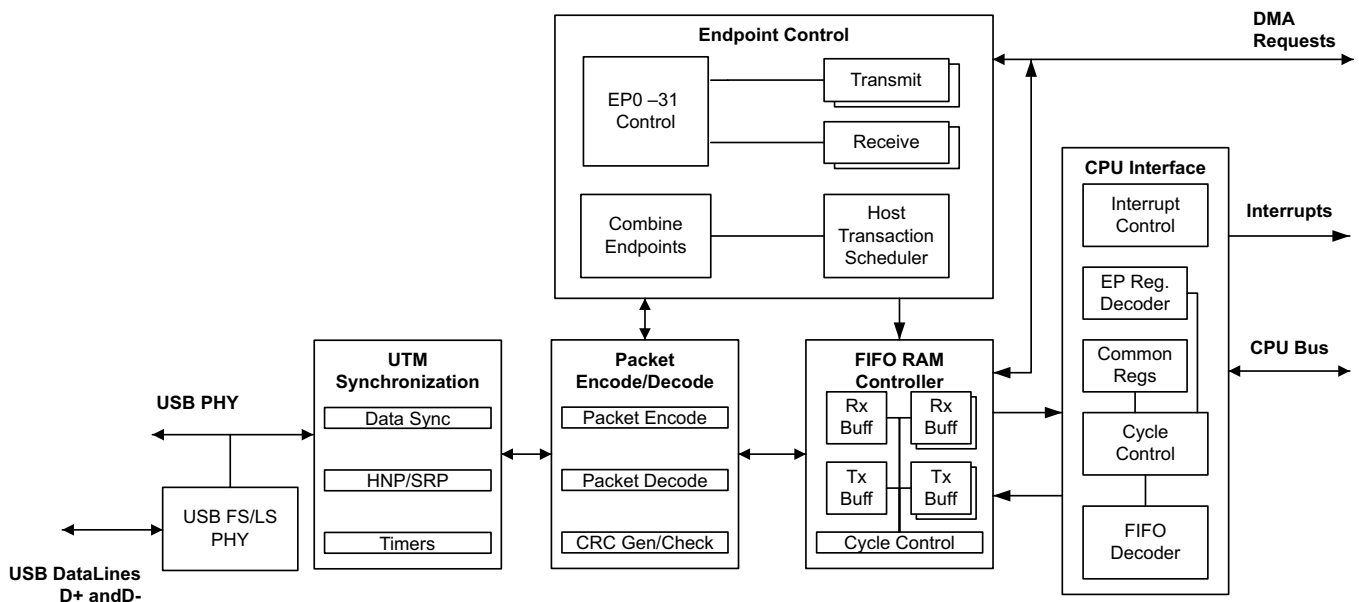 DMA
Requests
Endpoint Control
EP0 –31
Control
Transmit
Receive
Combine
Endpoints
Host
Transaction
Scheduler
CPU Interface
Interrupt
Control
Interrupts
EP Reg.
Decoder
Common
Regs
CPU Bus
Cycle
Control
FIFO
Decoder
UTM
Synchronization
Data Sync
HNP/SRP
Timers
Packet
Encode/Decode
Packet Encode
Packet Decode
CRC Gen/Check
FIFO RAM
Controller
Rx
Buff
Rx
Buff
Tx
Buff
Tx
Buff
Cycle Control
USB PHY
USB FS/LS
PHY
USB DataLines
D+ andD-